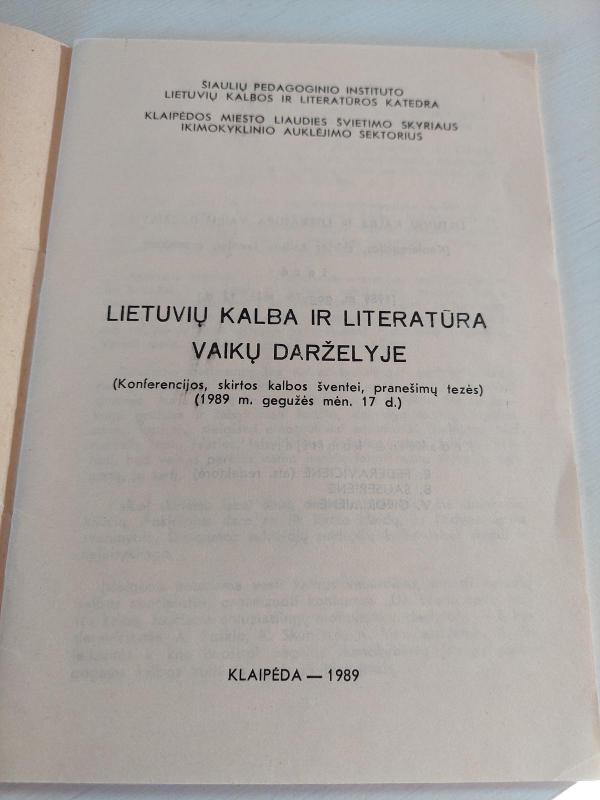 ŠIAULIŲ PEDAGOGINIO INSTITUTO
LIETUVIŲ KALBOS IR LITERATŪROS KATEDRA
KLAIPĖDOS MIESTO LIAUDIES ŠVIETIMO SKYRIAUS
IKIMOKYKLINIO AUKLĖJIMO SEKTORIUS
LIETUVIŲ KALBA IR LITERATŪRA
VAIKŲ DARŽELYJE
(Konferencijos, skirtos kalbos šventei, pranešimų tezės)
(1989 m. gegužės mėn. 17 d.)
KLAIPĖDA — 1989